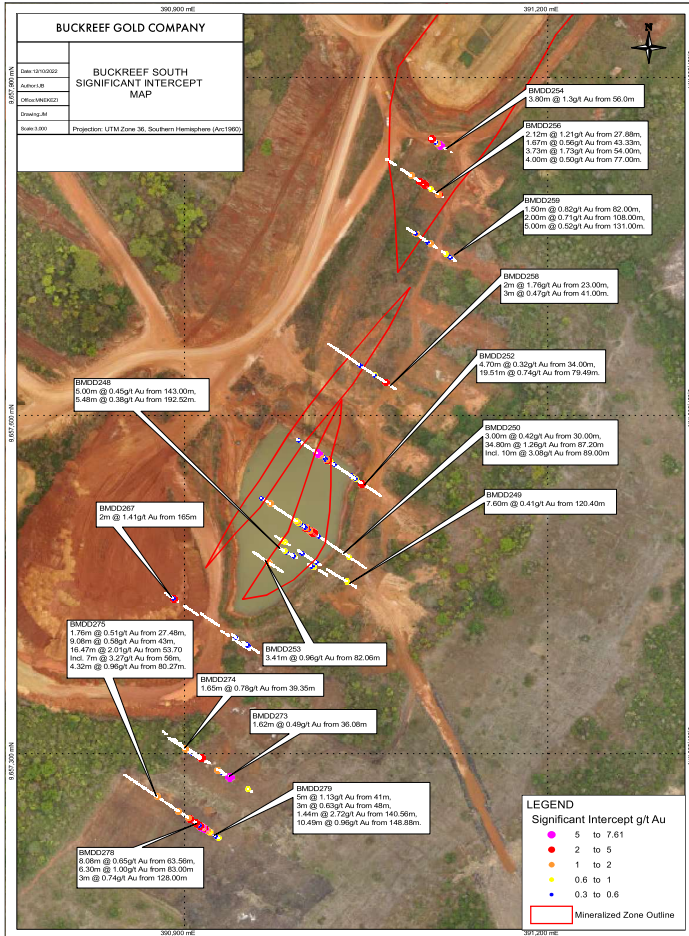 390,900 mE
391,200 mE
BUCKREEF GOLD COMPANY
Date:12/10/2022
Author:IJB
Office:MNEKEZI
Drawing:JM
Scale:3,000
BUCKREEF SOUTH
SIGNIFICANT INTERCEPT
MAP
Projection: UTM Zone 36, Southern Hemisphere (Arc1960)
N
9,657,900 mN
BMDD254
3.80m @ 1.3g/t Au from 56.0m
BMDD256
2.12m @ 1.21g/t Au from 27.88m,
1.67m @ 0.56g/t Au from 43.33m,
3.73m @ 1.73g/t Au from 54.00m,
4.00m @ 0.50g/t Au from 77.00m.
BMDD259
1.50m @ 0.82g/t Au from 82.00m,
2.00m @ 0.71g/t Au from 108.00m,
5.00m @ 0.52g/t Au from 131.00m.
BMDD258
2m @ 1.76g/t Au from 23.00m,
3m @ 0.47g/t Au from 41.00m.
BMDD252
4.70m @ 0.32g/t Au from 34.00m,
19.51m @ 0.74g/t Au from 79.49m.
BMDD248
5.00m @ 0.45g/t Au from 143.00m,
5.48m @ 0.38g/t Au from 192.52m.
9,657,600 mN
BMDD250
3.00m @ 0.42g/t Au from 30.00m,
34.80m @ 1.26g/t Au from 87.20m
Incl. 10m @ 3.08g/t Au from 89.00m
BMDD249
7.60m @ 0.41g/t Au from 120.40m
BMDD267
2m @ 1.41g/t Au from 165m
BMDD275
1.76m @ 0.51g/t Au from 27.48m,
9.08m @ 0.58g/t Au from 43m,
16.47m @ 2.01g/t Au from 53.70
Incl. 7m @ 3.27g/t Au from 56m,
4.32m @ 0.96g/t Au from 80.27m.
BMDD253
3.41m @ 0.96g/t Au from 82.06m
BMDD274
1.65m @ 0.78g/t Au from 39.35m
BMDD273
1.62m @ 0.49g/t Au from 36.08m
9,657,300 mN
BMDD279
5m @ 1.13g/t Au from 41m,
3m @ 0.63g/t Au from 48m,
1.44m @ 2.72g/t Au from 140.56m,
10.49m @ 0.96g/t Au from 148.88m.
BMDD278
8.08m @ 0.65g/t Au from 63.56m,
6.30m @ 1.00g/t Au from 83.00m
3m @ 0.74g/t Au from 128.00m
LEGEND
Significant Intercept g/t Au
5 to 7.61
2 to 5
1 to 2
0.6 to 1
0.3 to 0.6
Mineralized Zone Outline
390,900 mE
391,200 mE